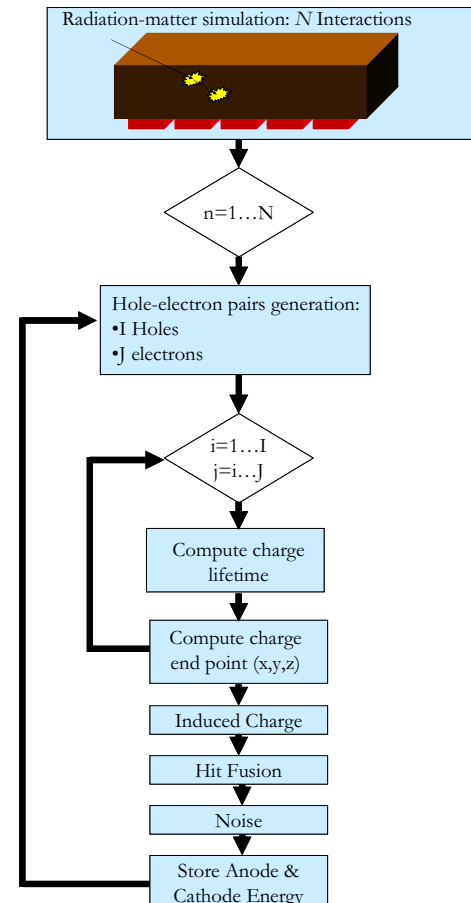 Radiation-matter simulation: N Interactions
n=1…N
Hole-electron pairs generation:
•I Holes
•J electrons
i=1…I
j=i…J
Compute charge
lifetime
Compute charge
end point (x,y,z)
Induced Charge
Hit Fusion
Noise
Store Anode &
Cathode Energy